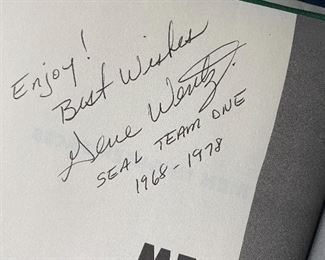 Enjoy!
Best Wishes
Gene Wentz.
SEAL TEAM ONE
1968-1978